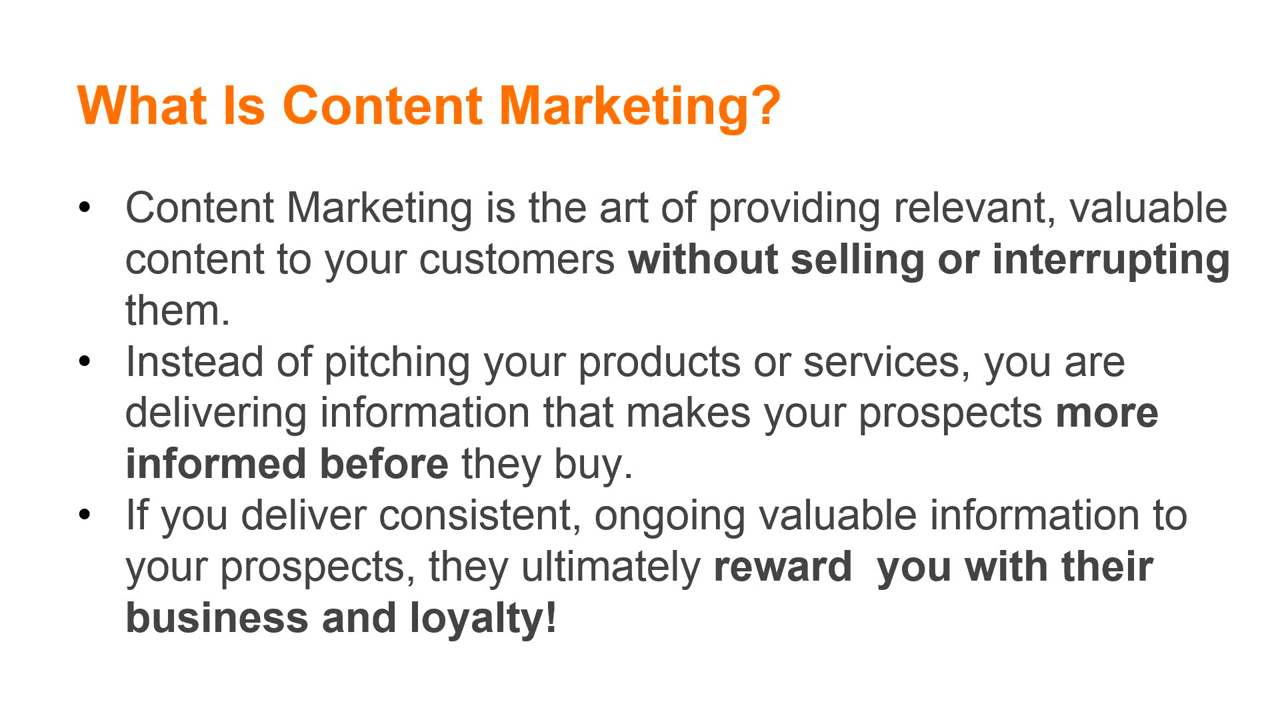 What Is Content Marketing?
• Content Marketing is the art of providing relevant, valuable
content to your customers without selling or interrupting
them.
• Instead of pitching your products or services, you are
delivering information that makes your prospects more
informed before they buy.
• If you deliver consistent, ongoing valuable information to
your prospects, they ultimately reward  you with their
business and loyalty!